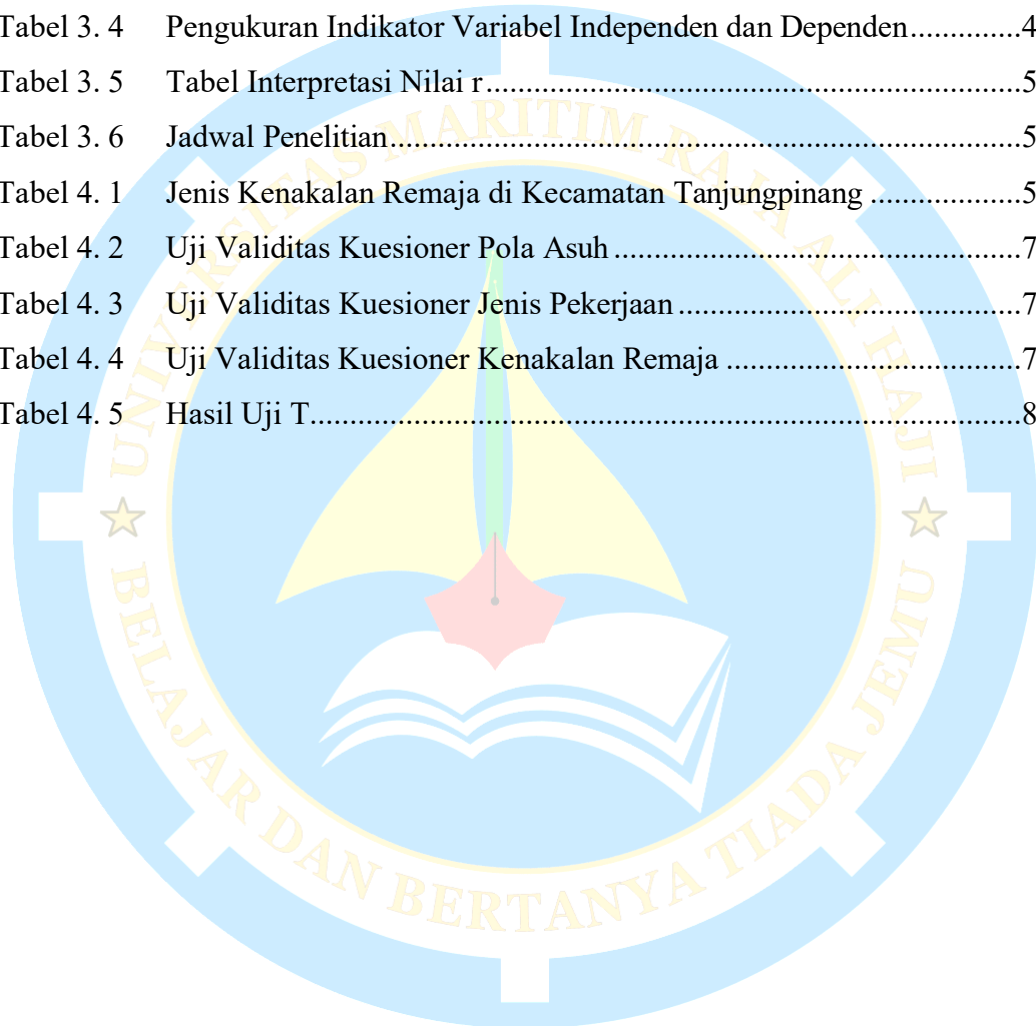 Tabel 3. 4 Pengukuran Indikator Variabel Independen dan Dependen.............4
Tabel 3. 5 Tabel Interpretasi Nilai r....................................................................5
Tabel 3. 6 Jadwal Penelitian................................................................................5
Tabel 4. 1 Jenis Kenakalan Remaja di Kecamatan Tanjungpinang ...................5
Tabel 4. 2 Uji Validitas Kuesioner Pola Asuh ...................................................7
Tabel 4. 3 Uji Validitas Kuesioner Jenis Pekerjaan ...........................................7
Tabel 4. 4 Uji Validitas Kuesioner Kenakalan Remaja .....................................7
Tabel 4. 5 Hasil Uji T..........................................................................................8
UNIVERSITAS MARITIM RAJA ALI HAJI
BELAJAR DAN BERTANYA TIADA JEMU